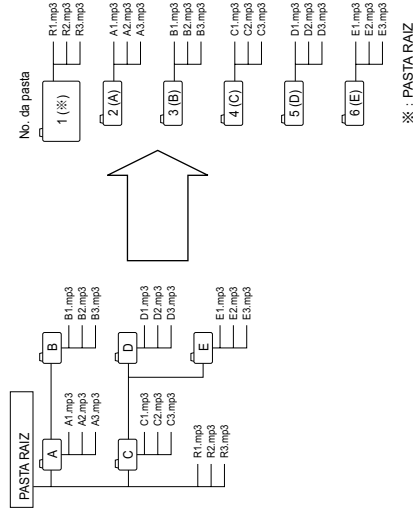 PASTA RAIZ
A
A1.mp3
A2.mp3
A3.mp3
B
B1.mp3
B2.mp3
B3.mp3
C
C1.mp3
C2.mp3
C3.mp3
D
D1.mp3
D2.mp3
D3.mp3
E
E1.mp3
E2.mp3
E3.mp3
R1.mp3
R2.mp3
R3.mp3
No. da pasta
1 (※)
R1.mp3
R2.mp3
R3.mp3
2 (A)
A1.mp3
A2.mp3
A3.mp3
3 (B)
B1.mp3
B2.mp3
B3.mp3
4 (C)
C1.mp3
C2.mp3
C3.mp3
5 (D)
D1.mp3
D2.mp3
D3.mp3
6 (E)
E1.mp3
E2.mp3
E3.mp3
※ : PASTA RAIZ